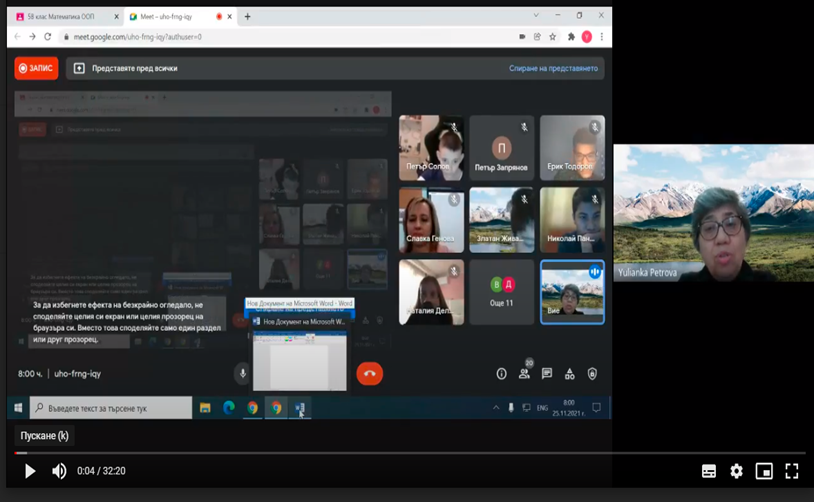 5В клас Математика ООП
Meet – uho-frng-iqy
meet.google.com/uho-frng-iqy?authuser=0
ЗАПИС
Представяте пред всички
Спиране на представянето
Петър Солов
Петър Запрянов
Ерик Тодоров
П
Славка Генова
Златан Жива...
Николай Пан...
Наталия Дел...
В Д
Още 11
Вие
Yulianka Petrova
За да избегнете ефекта на безкрайно огледало, не
споделяйте целия си екран или целия прозорец на
браузъра си. Вместо това споделяйте само един раздел
или друг прозорец.
Нов Документ на Microsoft Word - Word
Нов Документ на Microsoft W...
8:00 ч. | uho-frng-iqy
20
Въведете текст за търсене тук
ENG
8:00
25.11.2021 г.
Пускане (k)
0:04 / 32:20